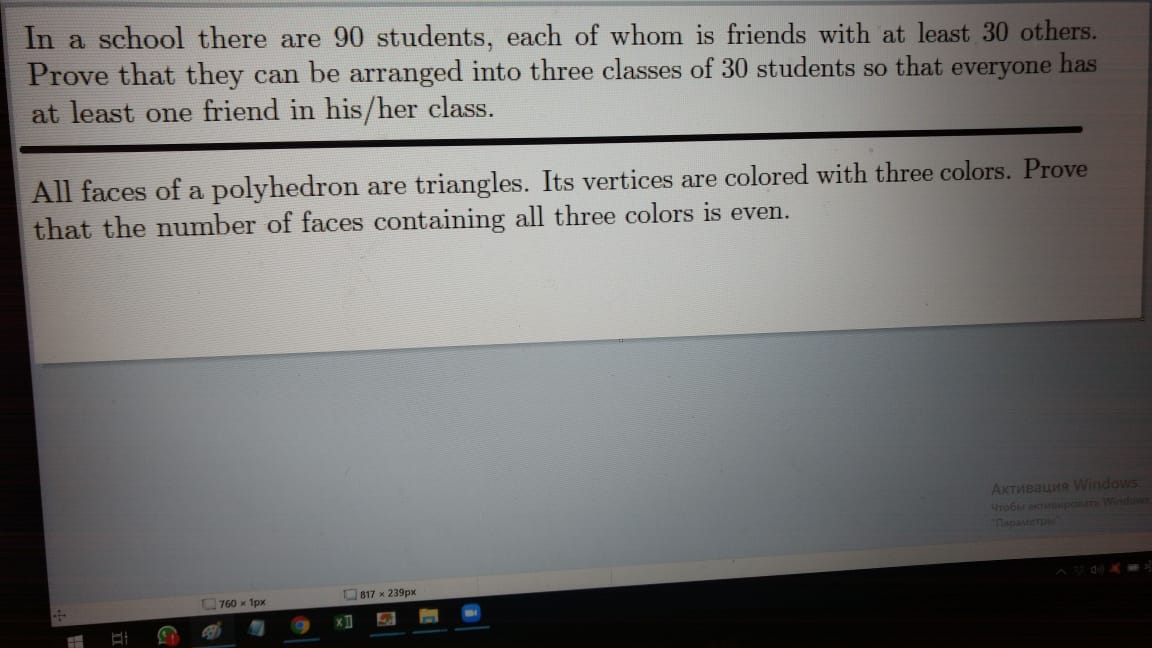 In a school there are 90 students, each of whom is friends with at least 30 others.
Prove that they can be arranged into three classes of 30 students so that everyone has
at least one friend in his/her class.
All faces of a polyhedron are triangles. Its vertices are colored with three colors. Prove
that the number of faces containing all three colors is even.
Активация Windows
Чтобы активировать Windows,
"Параметры"
760 × 1px
817 × 239px